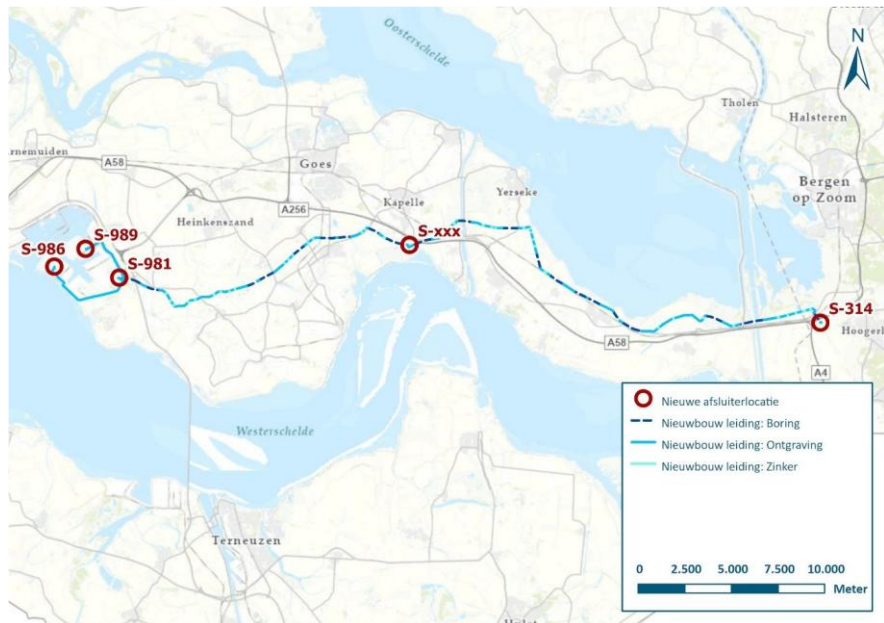 Oosterschelde
N
Tholen
Halsteren
A58
Goes
Bergen
op Zoom
Kapelle
Yerseke
A256
Heinkenszand
S-xxx
S-989
S-986
S-981
S-314
A58
A4
Westerschelde
Terneuzen
Nieuwe afsluiterlocatie
Nieuwbouw leiding: Boring
Nieuwbouw leiding: Ontgraving
Nieuwbouw leiding: Zinker
0 2.500 5.000 7.500 10.000
Meter